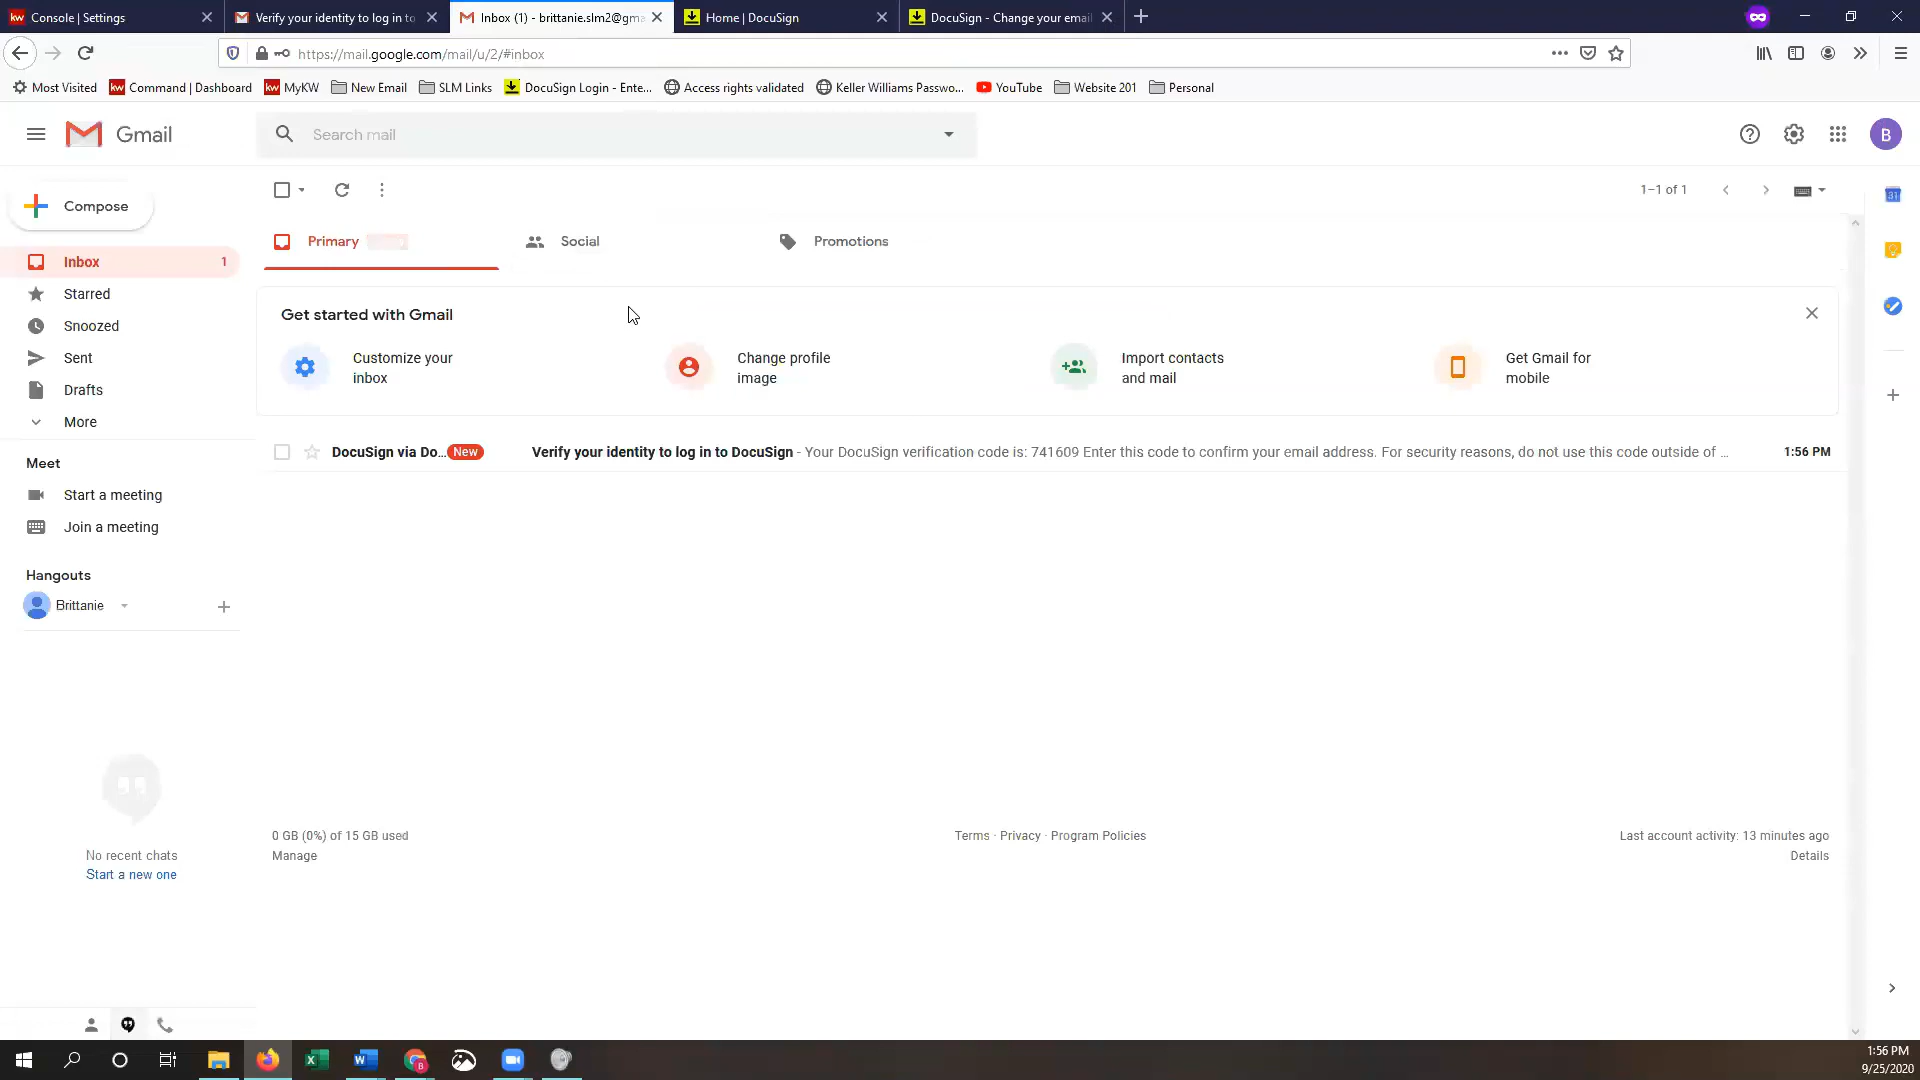 Console | Settings
Verify your identity to log in to
Inbox (1) - brittanie.slm2@gma
Home | DocuSign
DocuSign - Change your email
https://mail.google.com/mail/u/2/#inbox
Most Visited
kw Command | Dashboard
kw MyKW
New Email
SLM Links
DocuSign Login - Ente...
Access rights validated
Keller Williams Passwo...
YouTube
Website 201
Personal
Gmail
Search mail
B
Compose
1–1 of 1
31
Primary
Social
Promotions
Inbox 1
Starred
Snoozed
Sent
Drafts
More
Get started with Gmail
Customize your
inbox
Change profile
image
Import contacts
and mail
Get Gmail for
mobile
DocuSign via Do... New Verify your identity to log in to DocuSign - Your DocuSign verification code is: 741609 Enter this code to confirm your email address. For security reasons, do not use this code outside of ... 1:56 PM
Meet
Start a meeting
Join a meeting
Hangouts
Brittanie
No recent chats
Start a new one
0 GB (0%) of 15 GB used
Manage
Terms · Privacy · Program Policies
Last account activity: 13 minutes ago
Details
1:56 PM
9/25/2020